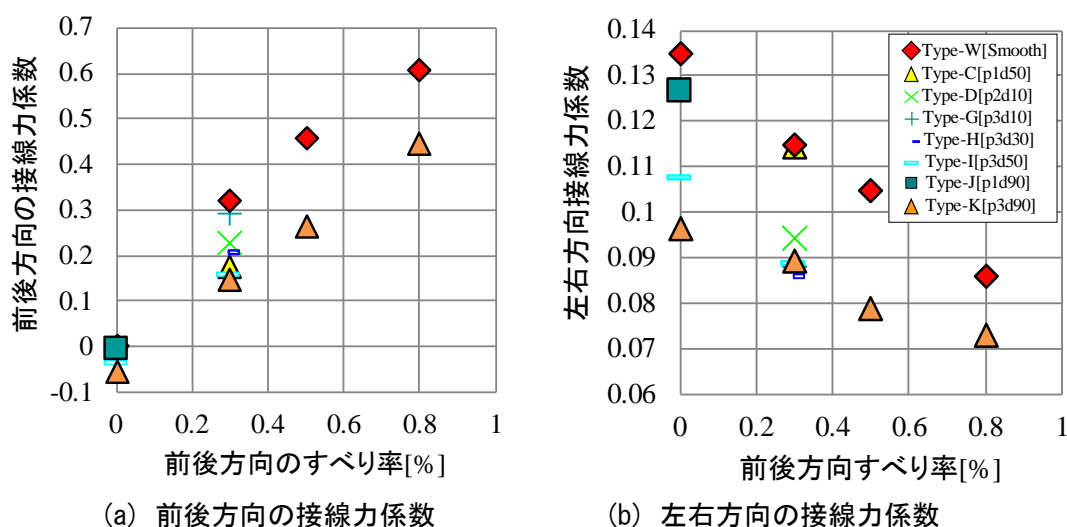 前後方向の接線力係数
0.7
0.6
0.5
0.4
0.3
0.2
0.1
0
-0.1
0 0.2 0.4 0.6 0.8 1
前後方向のすべり率[%]
(a) 前後方向の接線力係数
左右方向接線力係数
0.14
0.13
0.12
0.11
0.1
0.09
0.08
0.07
0.06
0 0.2 0.4 0.6 0.8 1
前後方向すべり率[%]
Type-W[Smooth]
Type-C[p1d50]
Type-D[p2d10]
Type-G[p3d10]
Type-H[p3d30]
Type-I[p3d50]
Type-J[p1d90]
Type-K[p3d90]
(b) 左右方向の接線力係数